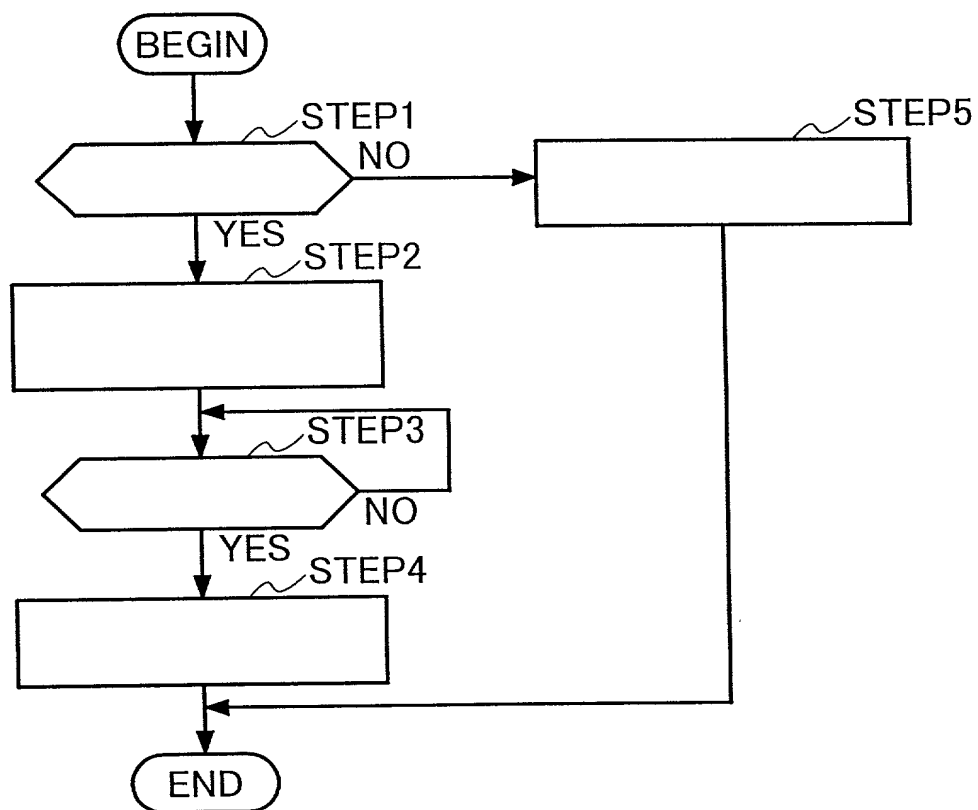 BEGIN
STEP1
NO
STEP5
YES
STEP2
STEP3
NO
YES
STEP4
END